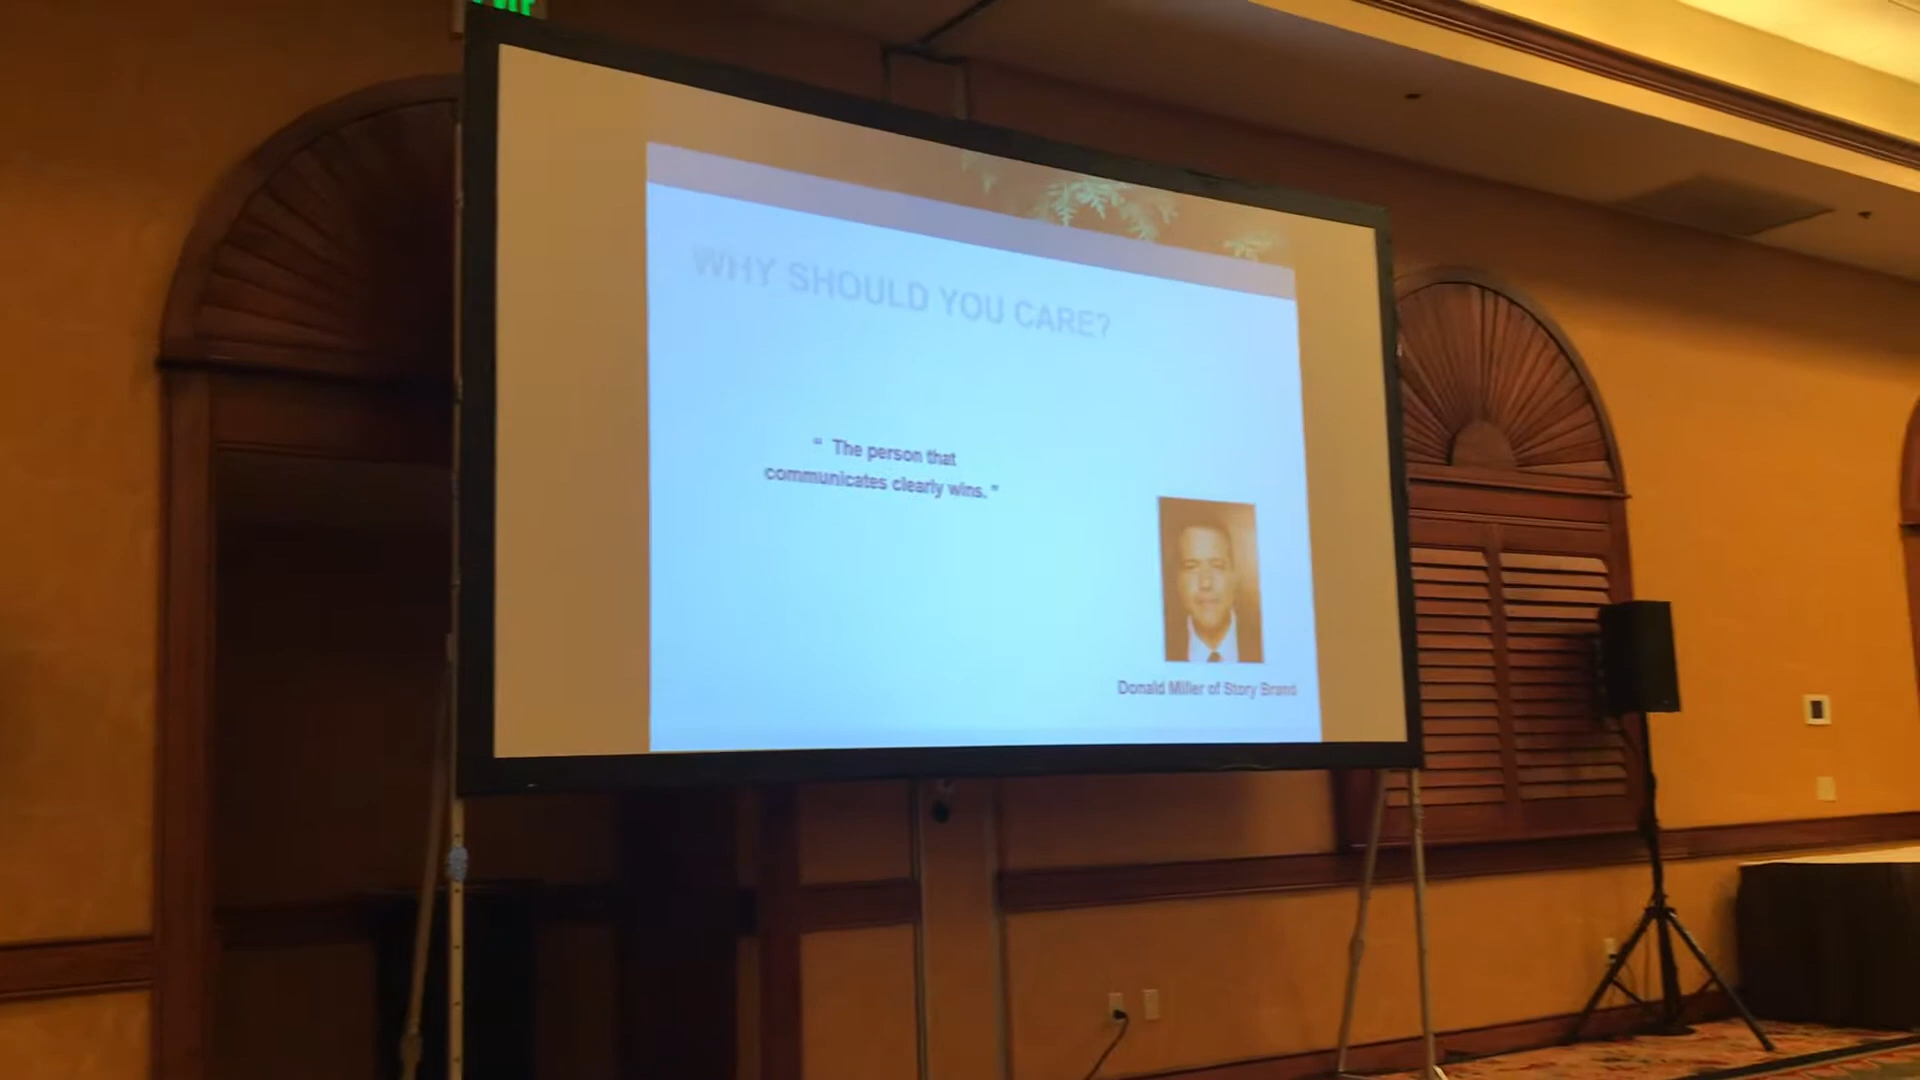 WHY SHOULD YOU CARE?
“ The person that
communicates clearly wins. ”
Donald Miller of Story Brand